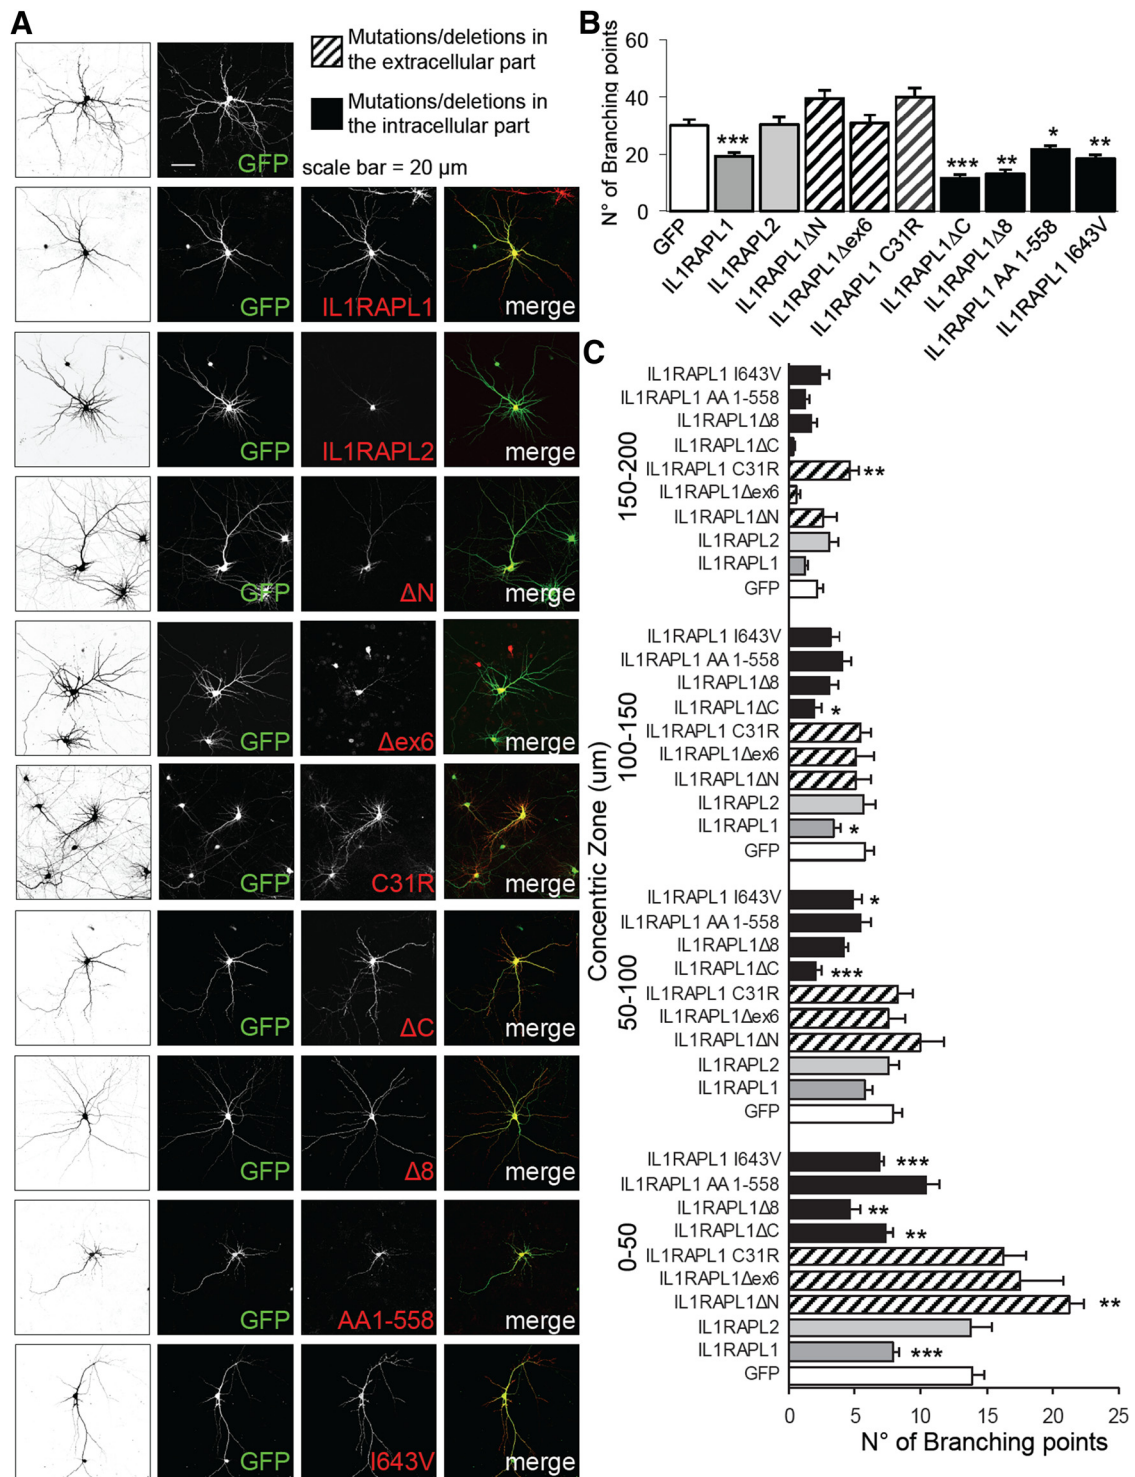 A
Mutations/deletions in
the extracellular part
Mutations/deletions in
the intracellular part
scale bar = 20 µm
GFP
GFP
IL1RAPL1
merge
GFP
IL1RAPL2
merge
GFP
ΔN
merge
GFP
Δex6
merge
GFP
C31R
merge
GFP
ΔC
merge
GFP
Δ8
merge
GFP
AA1-558
merge
GFP
I643V
merge
B
N° of Branching points
60
40
20
0
***
***
**
*
**
GFP
IL1RAPL1
IL1RAPL2
IL1RAPL1ΔN
IL1RAPL1Δex6
IL1RAPL1 C31R
IL1RAPL1ΔC
IL1RAPL1Δ8
IL1RAPL1 AA 1-558
IL1RAPL1 I643V
C
Concentric Zone (um)
150-200
IL1RAPL1 I643V
IL1RAPL1 AA 1-558
IL1RAPL1Δ8
IL1RAPL1ΔC
IL1RAPL1 C31R **
IL1RAPL1Δex6
IL1RAPL1ΔN
IL1RAPL2
IL1RAPL1
GFP
100-150
IL1RAPL1 I643V
IL1RAPL1 AA 1-558
IL1RAPL1Δ8
IL1RAPL1ΔC *
IL1RAPL1 C31R
IL1RAPL1Δex6
IL1RAPL1ΔN
IL1RAPL2
IL1RAPL1 *
GFP
50-100
IL1RAPL1 I643V *
IL1RAPL1 AA 1-558
IL1RAPL1Δ8
IL1RAPL1ΔC ***
IL1RAPL1 C31R
IL1RAPL1Δex6
IL1RAPL1ΔN
IL1RAPL2
IL1RAPL1
GFP
0-50
IL1RAPL1 I643V ***
IL1RAPL1 AA 1-558
IL1RAPL1Δ8 **
IL1RAPL1ΔC **
IL1RAPL1 C31R
IL1RAPL1Δex6
IL1RAPL1ΔN **
IL1RAPL2
IL1RAPL1 ***
GFP
0 5 10 15 20 25
N° of Branching points